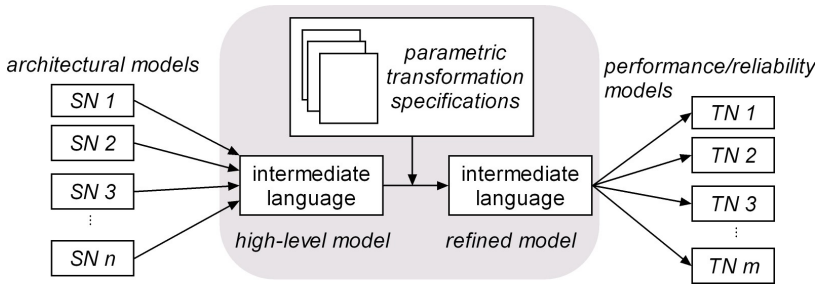 architectural models
SN 1
SN 2
SN 3
...
SN n
parametric
transformation
specifications
intermediate
language
high-level model
intermediate
language
refined model
performance/reliability
models
TN 1
TN 2
TN 3
...
TN m